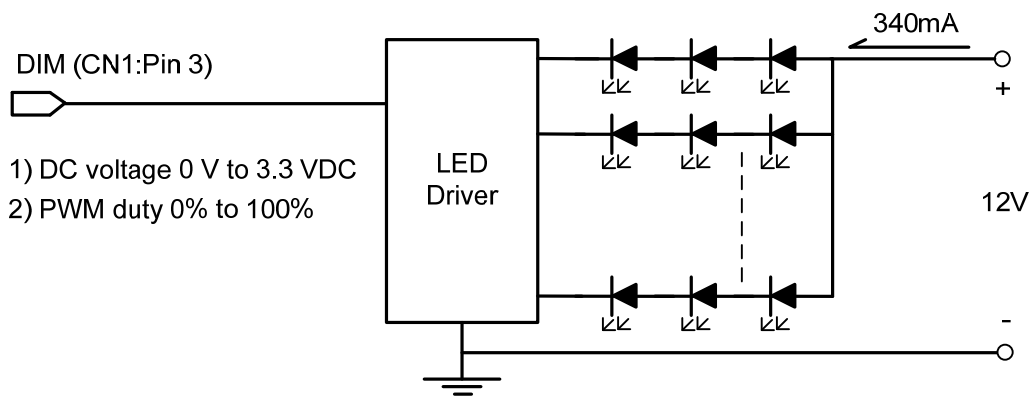 340mA
DIM (CN1:Pin 3)
+
1) DC voltage 0 V to 3.3 VDC
2) PWM duty 0% to 100%
LED
Driver
12V
-